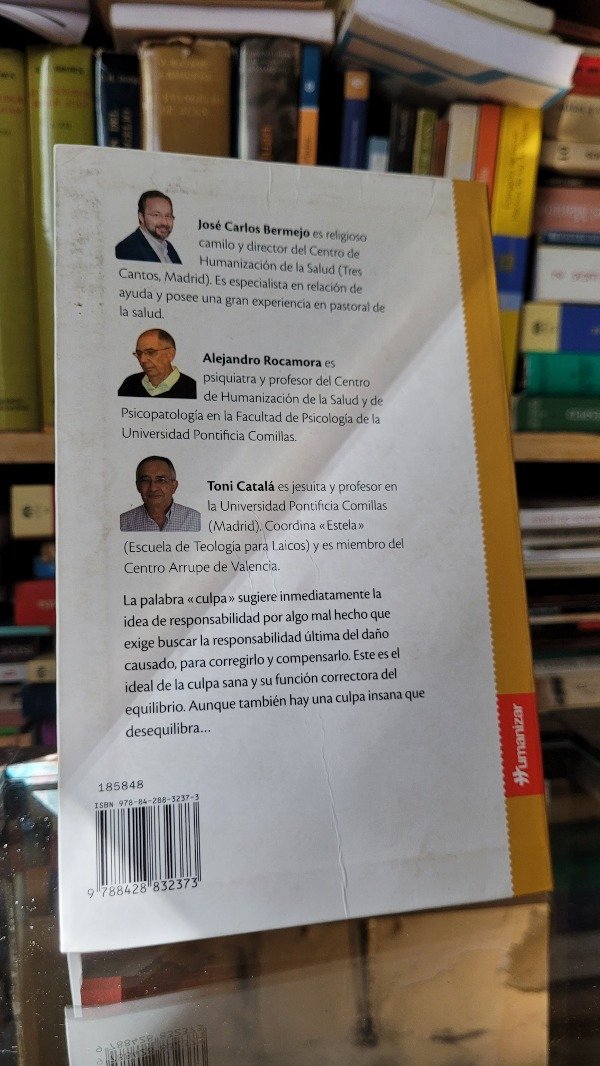 José Carlos Bermejo es religioso
camilo y director del Centro de
Humanización de la Salud (Tres
Cantos, Madrid). Es especialista en relación de
ayuda y posee una gran experiencia en pastoral de
la salud.
Alejandro Rocamora es
psiquiatra y profesor del Centro
de Humanización de la Salud y de
Psicopatología en la Facultad de Psicología de la
Universidad Pontificia Comillas.
Toni Catalá es jesuita y profesor en
la Universidad Pontificia Comillas
(Madrid). Coordina «Estela»
(Escuela de Teología para Laicos) y es miembro del
Centro Arrupe de Valencia.
La palabra «culpa» sugiere inmediatamente la
idea de responsabilidad por algo mal hecho que
exige buscar la responsabilidad última del daño
causado, para corregirlo y compensarlo. Este es el
ideal de la culpa sana y su función correctora del
equilibrio. Aunque también hay una culpa insana que
desequilibra...
Humanizar
185848
ISBN 978-84-288-3237-3
9 788428 832373